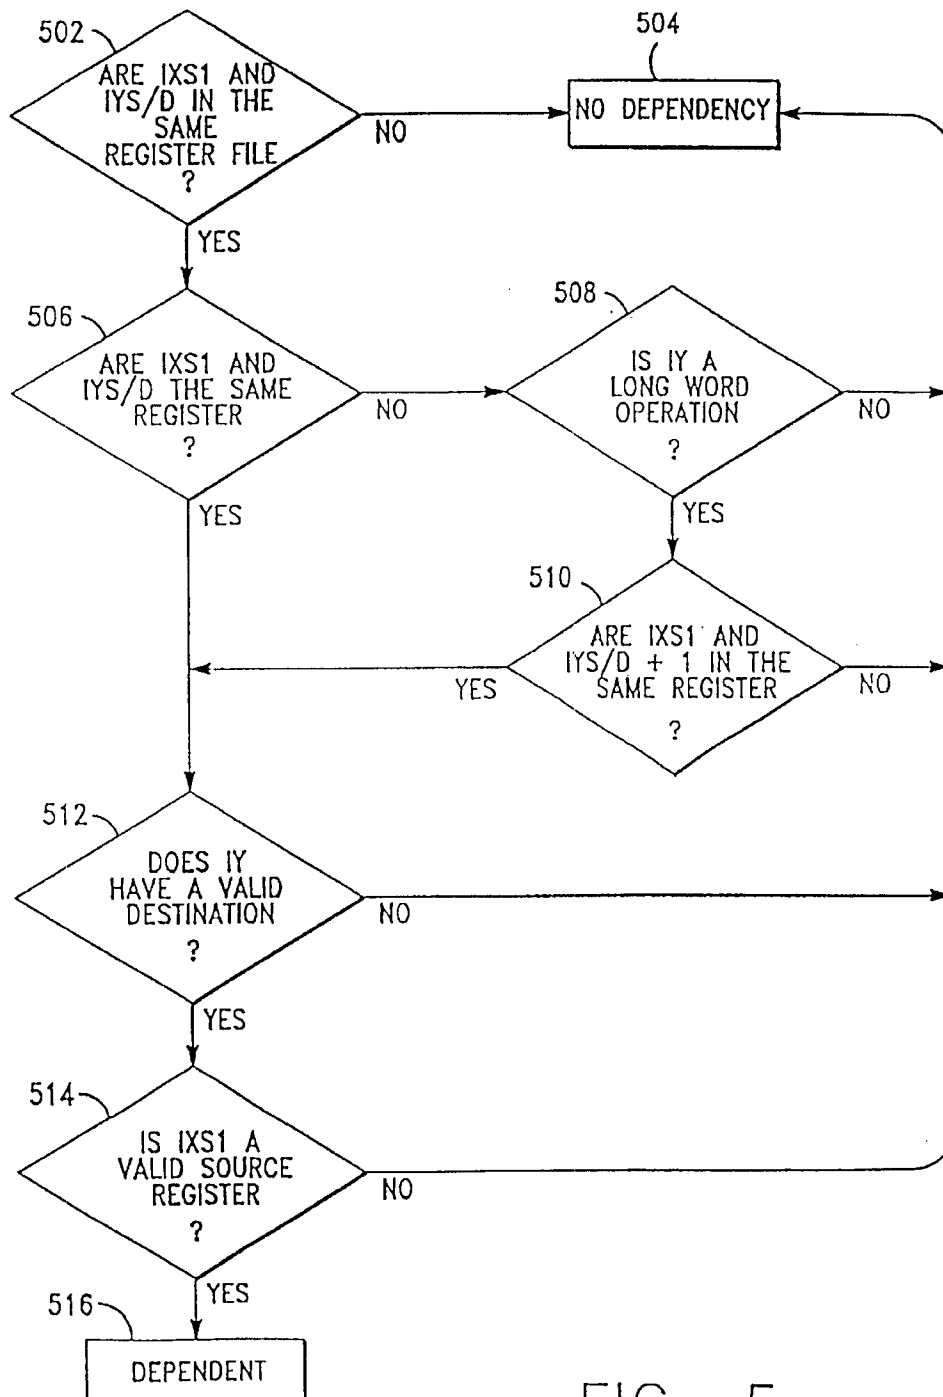 502
ARE IXS1 AND
IYS/D IN THE
SAME
REGISTER FILE
?
NO
YES
504
NO DEPENDENCY
506
ARE IXS1 AND
IYS/D THE SAME
REGISTER
?
NO
YES
508
IS IY A
LONG WORD
OPERATION
?
NO
YES
510
ARE IXS1 AND
IYS/D + 1 IN THE
SAME REGISTER
?
YES
NO
512
DOES IY
HAVE A VALID
DESTINATION
?
NO
YES
514
IS IXS1 A
VALID SOURCE
REGISTER
?
NO
YES
516
DEPENDENT